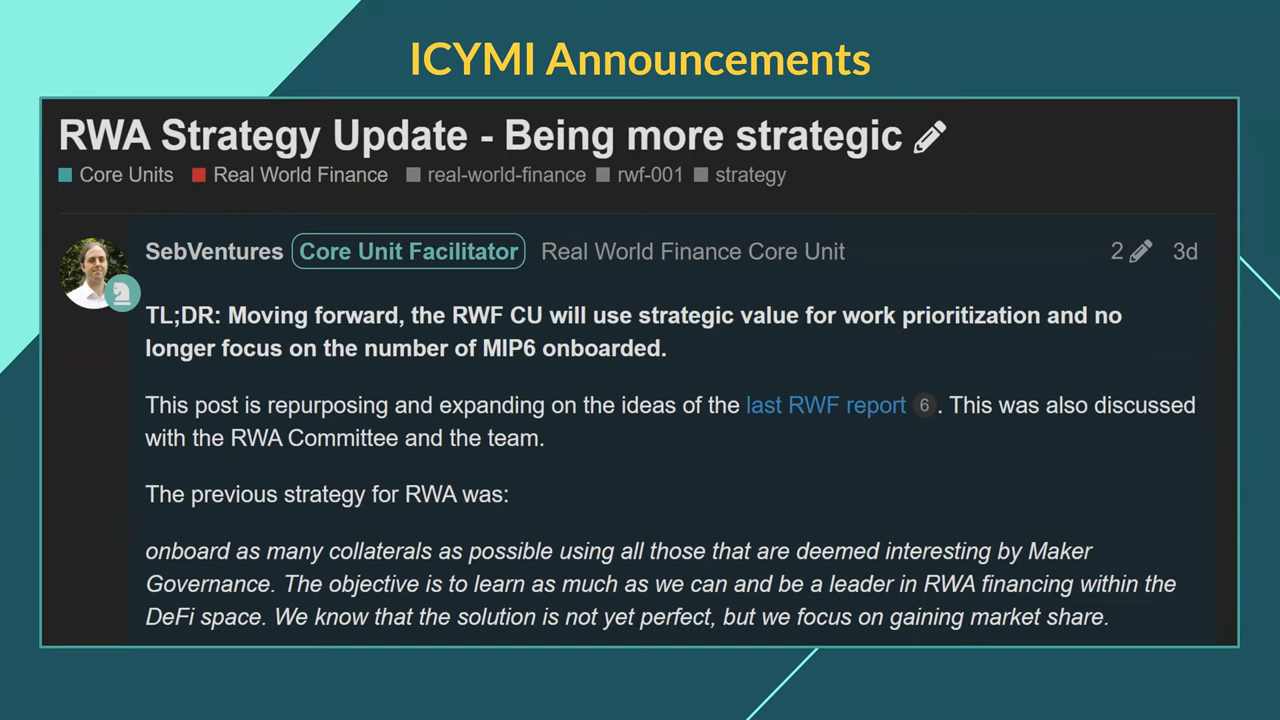 ICYMI Announcements
RWA Strategy Update - Being more strategic
Core Units Real World Finance real-world-finance rwf-001 strategy
SebVentures Core Unit Facilitator Real World Finance Core Unit 2 3d
TL;DR: Moving forward, the RWF CU will use strategic value for work prioritization and no
longer focus on the number of MIP6 onboarded.
This post is repurposing and expanding on the ideas of the last RWF report 6 . This was also discussed
with the RWA Committee and the team.
The previous strategy for RWA was:
onboard as many collaterals as possible using all those that are deemed interesting by Maker
Governance. The objective is to learn as much as we can and be a leader in RWA financing within the
DeFi space. We know that the solution is not yet perfect, but we focus on gaining market share.